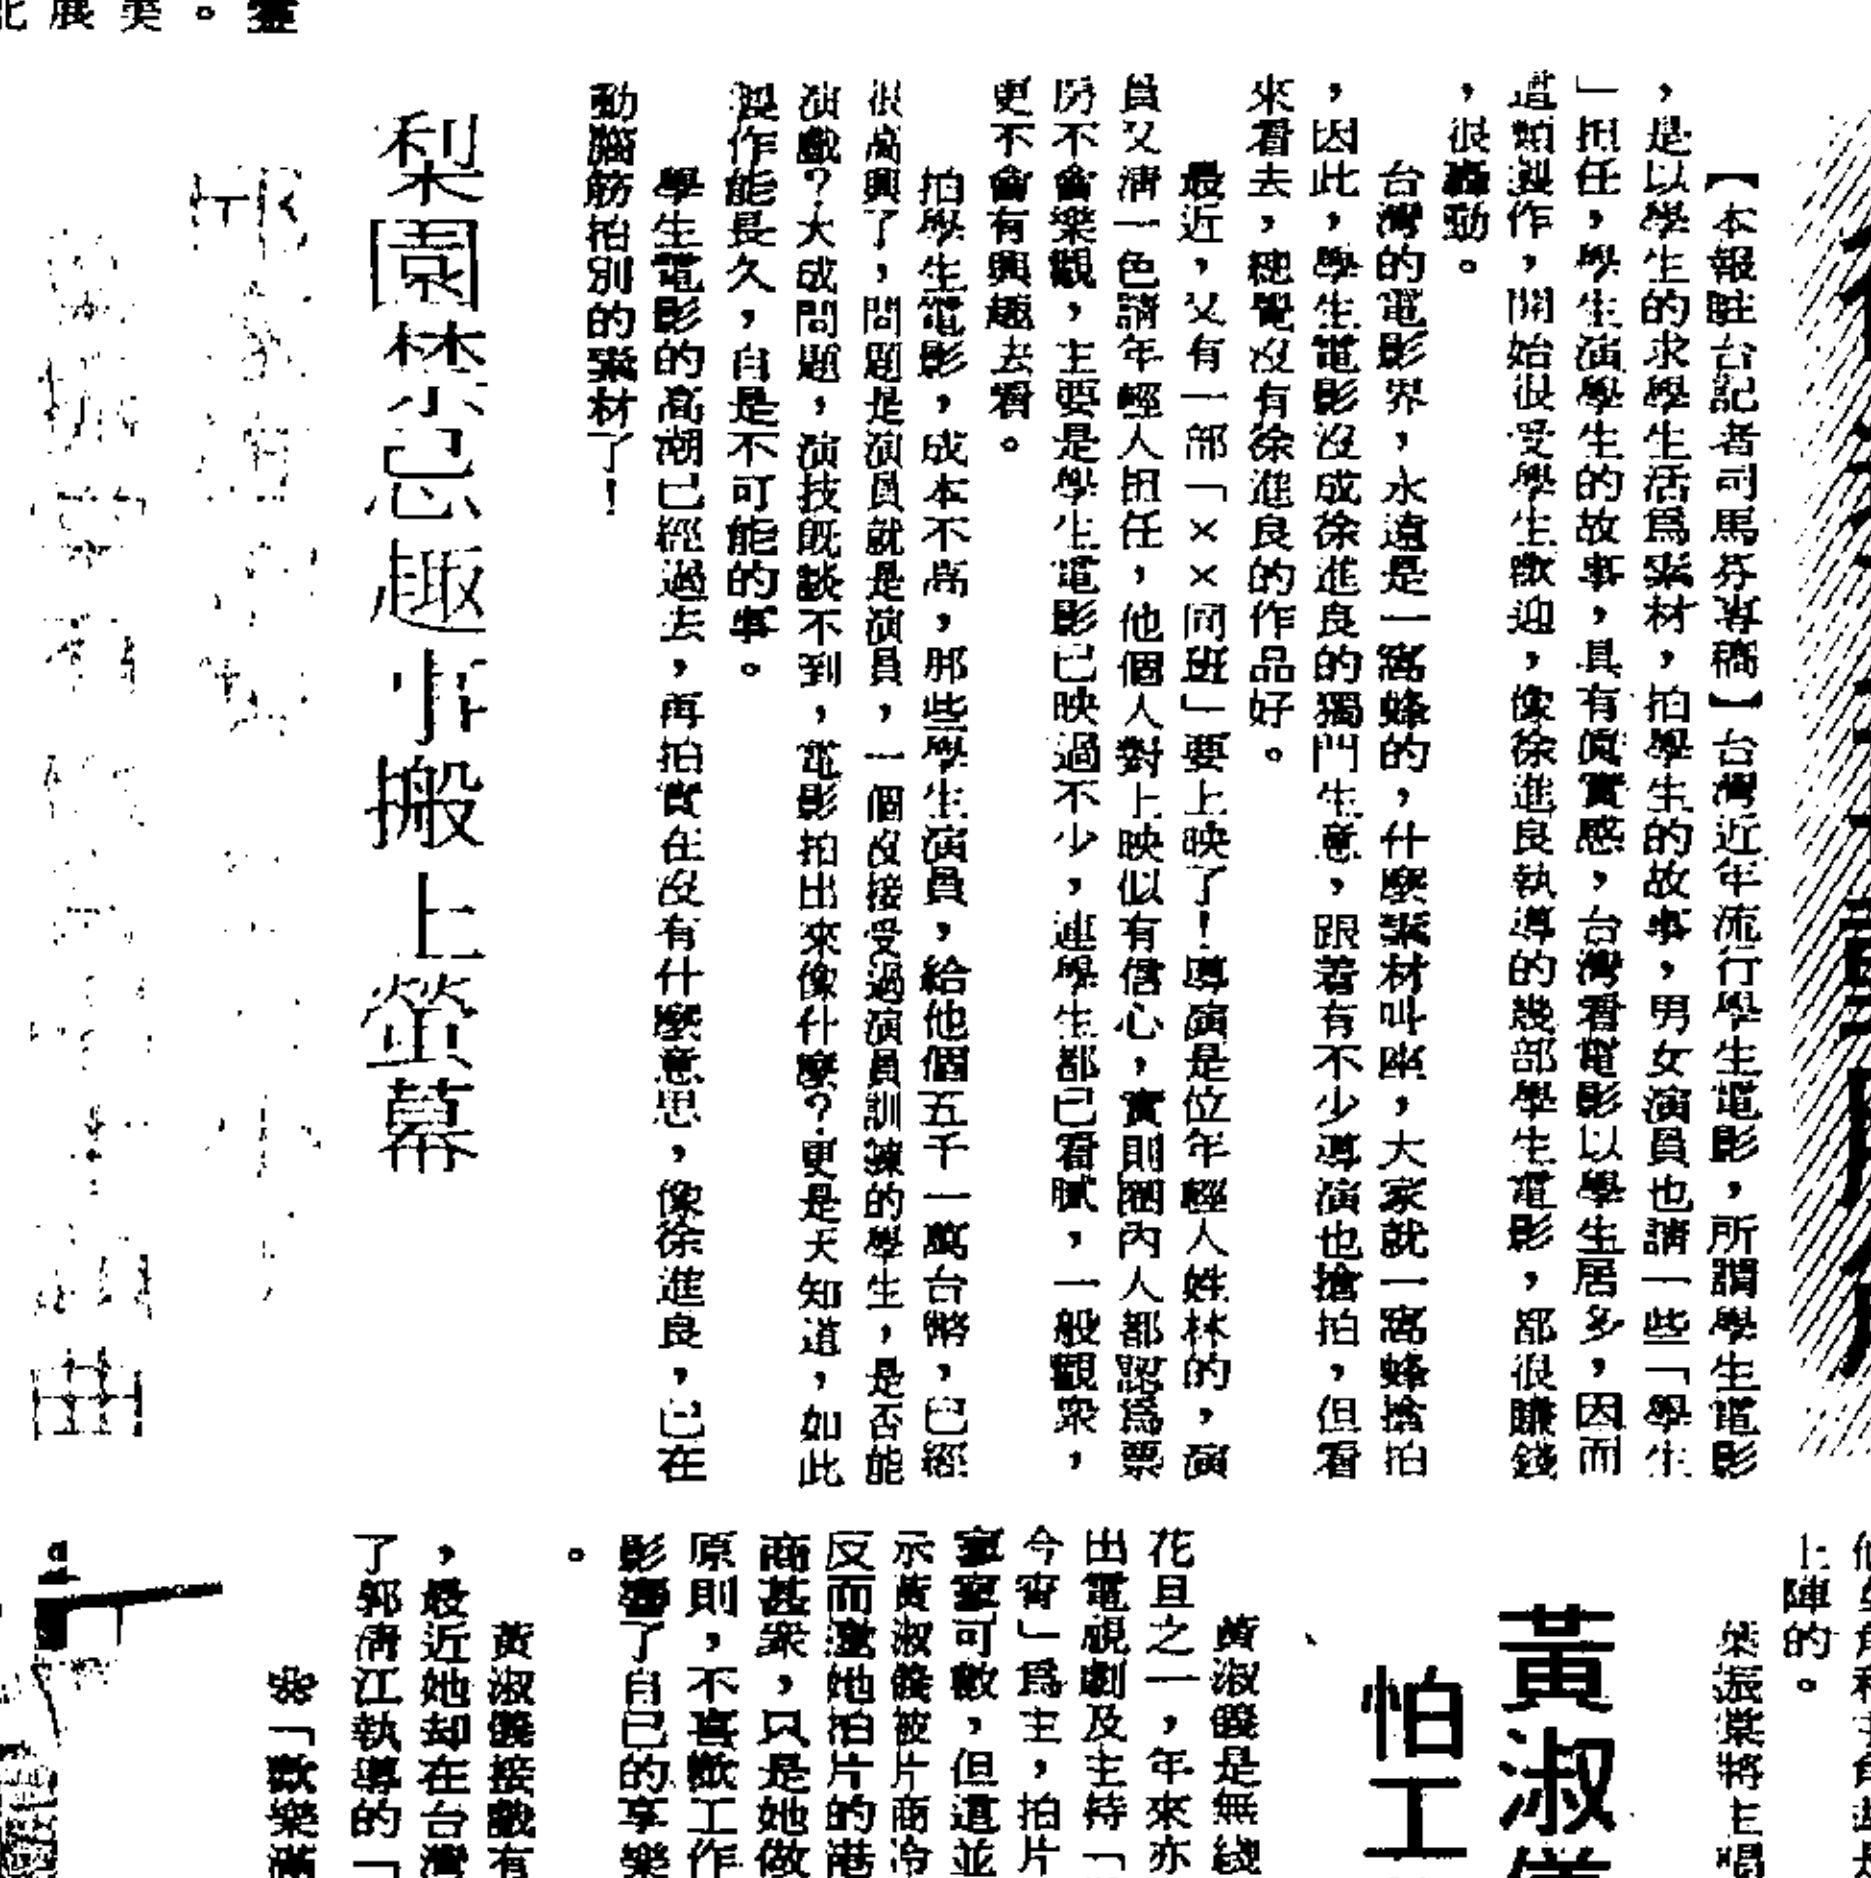 【本報駐台記者司馬芬專稿】台灣近年流行學生電影，所謂學生電影
，是以學生的求學生活爲素材，拍學生的故事，男女演員也請一些「學生
」担任，學生演學生的故事，具有眞實感，台灣看電影以學生居多，因而
這類製作，開始很受學生歡迎，像徐進良執導的幾部學生電影，都很賺錢
，很轟動。
台灣的電影界，永遠是一窩蜂的，什麼素材叫座，大家就一窩蜂搶拍
，因此，學生電影沒成徐進良的獨門生意，跟着有不少導演也搶拍，但看
來看去，總覺沒有徐進良的作品好。
最近，又有一部「××同班」要上映了！導演是位年輕人姓林的，演
員又淸一色請年輕人担任，他個人對上映似有信心，實則圈內人都認爲票
房不會樂觀，主要是學生電影已映過不少，連學生都已看膩，一般觀衆，
更不會有興趣去看。
拍學生電影，成本不高，那些學生演員，給他個五千一萬台幣，已經
很高興了，問題是演員就是演員，一個沒接受過演員訓練的學生，是否能
演戲？大成問題，演技旣談不到，電影拍出來像什麼？更是天知道，如此
製作能長久，自是不可能的事。
學生電影的高潮已經過去，再拍實在沒有什麼意思，像徐進良，已在
動腦筋拍別的素材了！
梨園禁忌趣事搬上螢幕
上陣的。
葉振棠將主唱
黃淑儀
怕工
黃淑儀是無綫
花旦之一，年來亦
出電視劇及主持「
今宵」爲主，拍片
寥寥可數，但這並
示黃淑儀被片商冷
反而邀她拍片的港
商甚衆，只是她做
原則，不喜歡工作
影響了自己的享樂
。
黃淑儀接戲有
，最近她却在台灣
了郭淸江執導的「
「歡樂滿